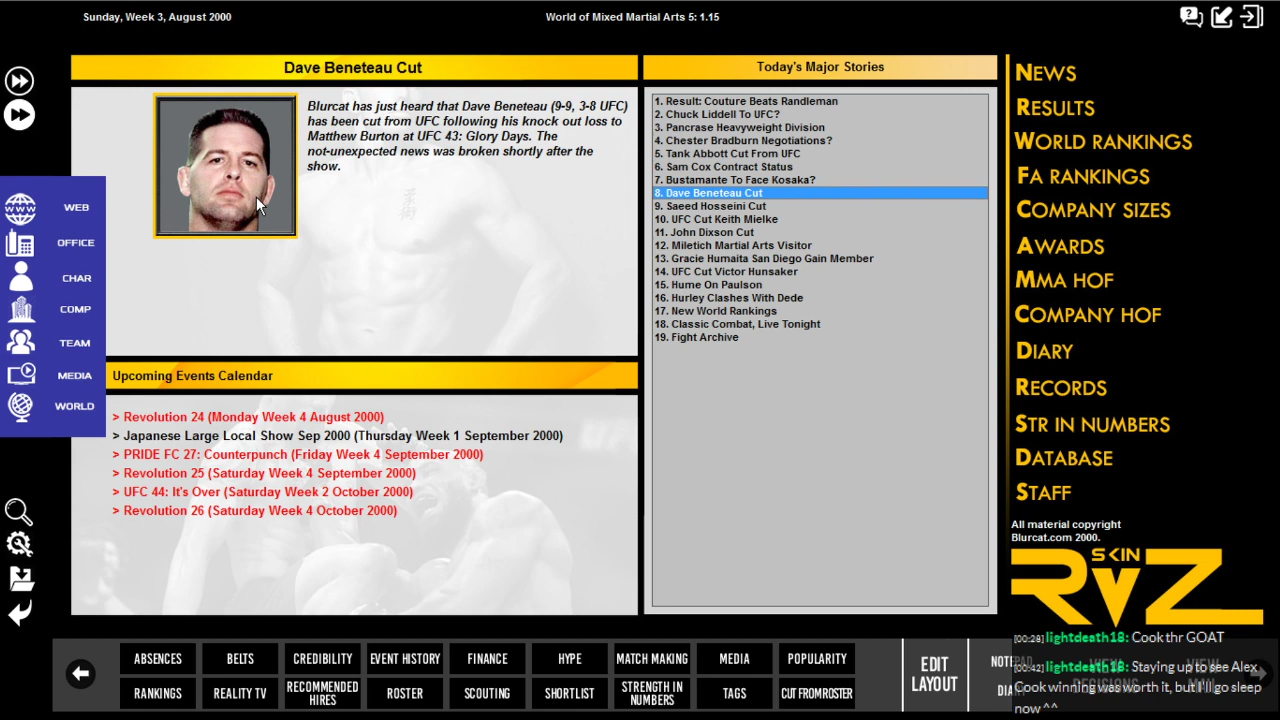 Sunday, Week 3, August 2000
World of Mixed Martial Arts 5: 1.15
Dave Beneteau Cut
Blurcat has just heard that Dave Beneteau (9-9, 3-8 UFC)
has been cut from UFC following his knock out loss to
Matthew Burton at UFC 43: Glory Days. The
not-unexpected news was broken shortly after the
show.
Today's Major Stories
1. Result: Couture Beats Randleman
2. Chuck Liddell To UFC?
3. Pancrase Heavyweight Division
4. Chester Bradburn Negotiations?
5. Tank Abbott Cut From UFC
6. Sam Cox Contract Status
7. Bustamante To Face Kosaka?
8. Dave Beneteau Cut
9. Saeed Hosseini Cut
10. UFC Cut Keith Mielke
11. John Dixon Cut
12. Miletich Martial Arts Visitor
13. Gracie Humaita San Diego Gain Member
14. UFC Cut Victor Hunsaker
15. Hume On Paulson
16. Hurley Clashes With Dede
17. New World Rankings
18. Classic Combat, Live Tonight
19. Fight Archive
NEWS
RESULTS
WORLD RANKINGS
FA RANKINGS
COMPANY SIZES
AWARDS
MMA HOF
COMPANY HOF
DIARY
RECORDS
STR IN NUMBERS
DATABASE
STAFF
All material copyright
Blurcat.com 2000.
SKIN
RVZ
WWW
WEB
OFFICE
CHAR
COMP
TEAM
MEDIA
WORLD
Upcoming Events Calendar
> Revolution 24 (Monday Week 4 August 2000)
> Japanese Large Local Show Sep 2000 (Thursday Week 1 September 2000)
> PRIDE FC 27: Counterpunch (Friday Week 4 September 2000)
> Revolution 25 (Saturday Week 4 September 2000)
> UFC 44: It's Over (Saturday Week 2 October 2000)
> Revolution 26 (Saturday Week 4 October 2000)
ABSENCES
BELTS
CREDIBILITY
EVENT HISTORY
FINANCE
HYPE
MATCH MAKING
MEDIA
POPULARITY
RANKINGS
REALITY TV
RECOMMENDED
HIRES
ROSTER
SCOUTING
SHORTLIST
STRENGTH IN
NUMBERS
TAGS
CUT FROM ROSTER
EDIT
LAYOUT
[00:28] lightdeath18: Cook thr GOAT
[00:42] lightdeath18: Staying up to see Alex
Cook winning was worth it, but I'll go sleep
now ^^